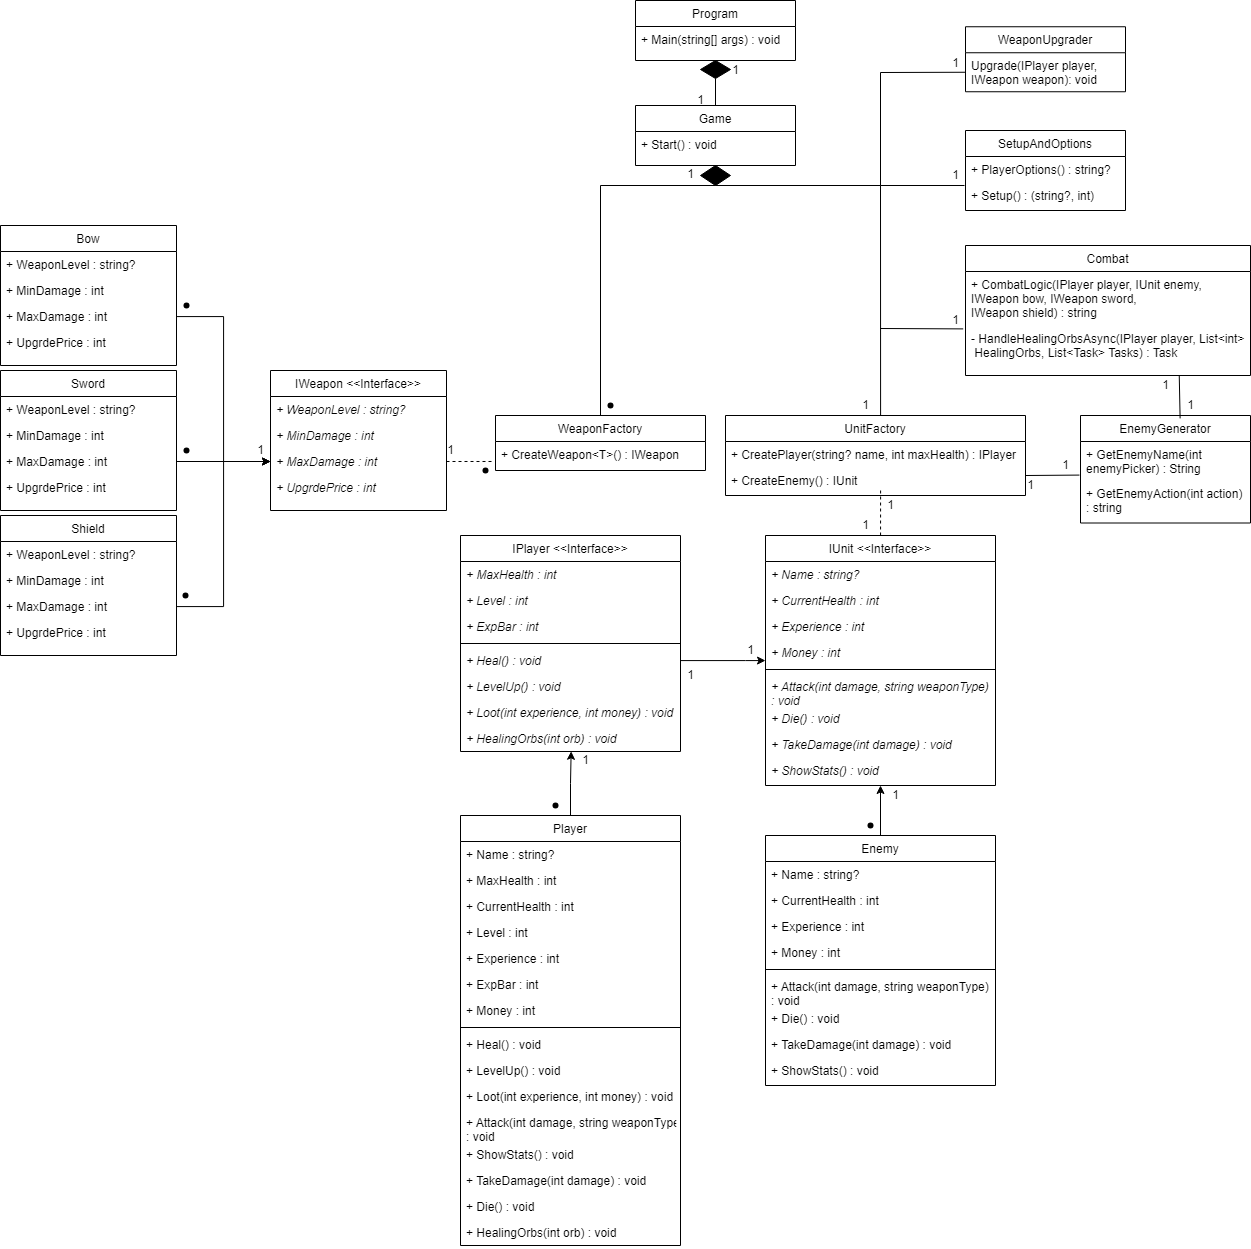 Program
+ Main(string[] args) : void
1
1
Game
+ Start() : void
1
WeaponUpgrader
Upgrade(IPlayer player,
IWeapon weapon): void
1
SetupAndOptions
+ PlayerOptions() : string?
+ Setup() : (string?, int)
1
Combat
+ CombatLogic(IPlayer player, IUnit enemy,
IWeapon bow, IWeapon sword,
IWeapon shield) : string
- HandleHealingOrbsAsync(IPlayer player, List<int>
HealingOrbs, List<Task> Tasks) : Task
1
1
1
Bow
+ WeaponLevel : string?
+ MinDamage : int
+ MaxDamage : int
+ UpgrdePrice : int
Sword
+ WeaponLevel : string?
+ MinDamage : int
+ MaxDamage : int
+ UpgrdePrice : int
Shield
+ WeaponLevel : string?
+ MinDamage : int
+ MaxDamage : int
+ UpgrdePrice : int
1
IWeapon <<Interface>>
+ WeaponLevel : string?
+ MinDamage : int
+ MaxDamage : int
+ UpgrdePrice : int
1
WeaponFactory
+ CreateWeapon<T>() : IWeapon
1
UnitFactory
+ CreatePlayer(string? name, int maxHealth) : IPlayer
+ CreateEnemy() : IUnit
1
1
EnemyGenerator
+ GetEnemyName(int
enemyPicker) : String
+ GetEnemyAction(int action)
: string
1
1
IPlayer <<Interface>>
+ MaxHealth : int
+ Level : int
+ ExpBar : int
+ Heal() : void
+ LevelUp() : void
+ Loot(int experience, int money) : void
+ HealingOrbs(int orb) : void
1
1
IUnit <<Interface>>
+ Name : string?
+ CurrentHealth : int
+ Experience : int
+ Money : int
+ Attack(int damage, string weaponType)
: void
+ Die() : void
+ TakeDamage(int damage) : void
+ ShowStats() : void
1
1
Player
+ Name : string?
+ MaxHealth : int
+ CurrentHealth : int
+ Level : int
+ Experience : int
+ ExpBar : int
+ Money : int
+ Heal() : void
+ LevelUp() : void
+ Loot(int experience, int money) : void
+ Attack(int damage, string weaponType
: void
+ ShowStats() : void
+ TakeDamage(int damage) : void
+ Die() : void
+ HealingOrbs(int orb) : void
Enemy
+ Name : string?
+ CurrentHealth : int
+ Experience : int
+ Money : int
+ Attack(int damage, string weaponType)
: void
+ Die() : void
+ TakeDamage(int damage) : void
+ ShowStats() : void